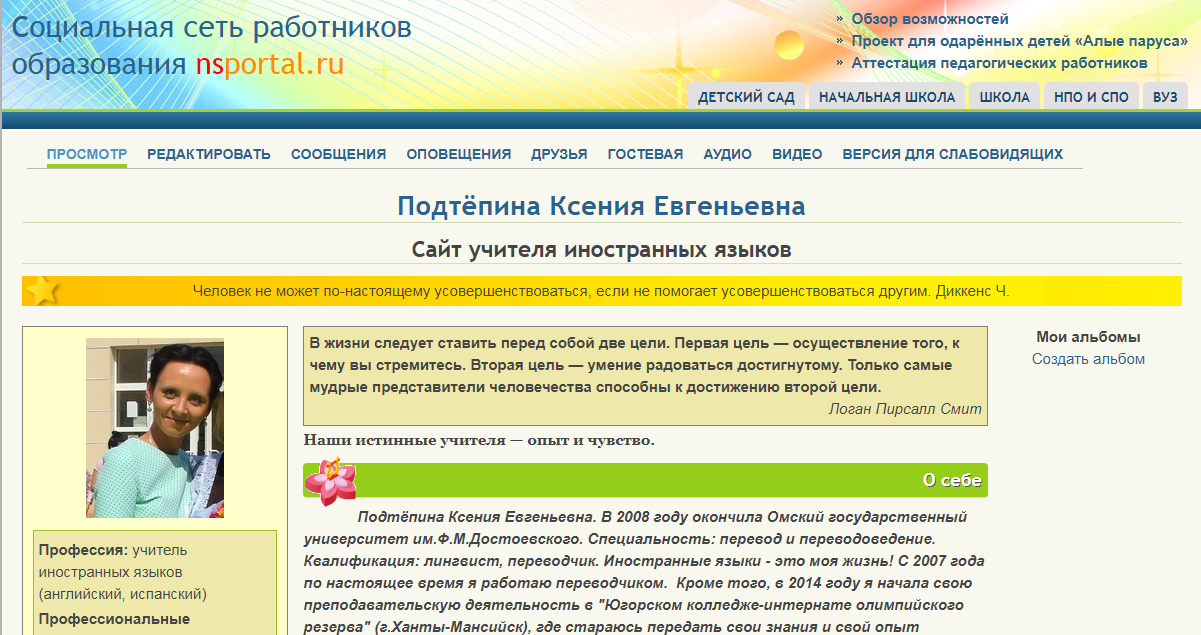 Социальная сеть работников
образования nsportal.ru
» Обзор возможностей
» Проект для одарённых детей «Алые паруса»
» Аттестация педагогических работников
ДЕТСКИЙ САД НАЧАЛЬНАЯ ШКОЛА ШКОЛА НПО И СПО ВУЗ
ПРОСМОТР РЕДАКТИРОВАТЬ СООБЩЕНИЯ ОПОВЕЩЕНИЯ ДРУЗЬЯ ГОСТЕВАЯ АУДИО ВИДЕО ВЕРСИЯ ДЛЯ СЛАБОВИДЯЩИХ
Подтёпина Ксения Евгеньевна
Сайт учителя иностранных языков
Человек не может по-настоящему усовершенствоваться, если не помогает усовершенствоваться другим. Диккенс Ч.
Профессия: учитель
иностранных языков
(английский, испанский)
Профессиональные
В жизни следует ставить перед собой две цели. Первая цель — осуществление того, к
чему вы стремитесь. Вторая цель — умение радоваться достигнутому. Только самые
мудрые представители человечества способны к достижению второй цели.
Логан Пирсалл Смит
Наши истинные учителя — опыт и чувство.
О себе
Подтёпина Ксения Евгеньевна. В 2008 году окончила Омский государственный
университет им.Ф.М.Достоевского. Специальность: перевод и переводоведение.
Квалификация: лингвист, переводчик. Иностранные языки - это моя жизнь! С 2007 года
по настоящее время я работаю переводчиком. Кроме того, в 2014 году я начала свою
преподавательскую деятельность в "Югорском колледже-интернате олимпийского
резерва" (г.Ханты-Мансийск), где стараюсь передать свои знания и свой опыт
Мои альбомы
Создать альбом